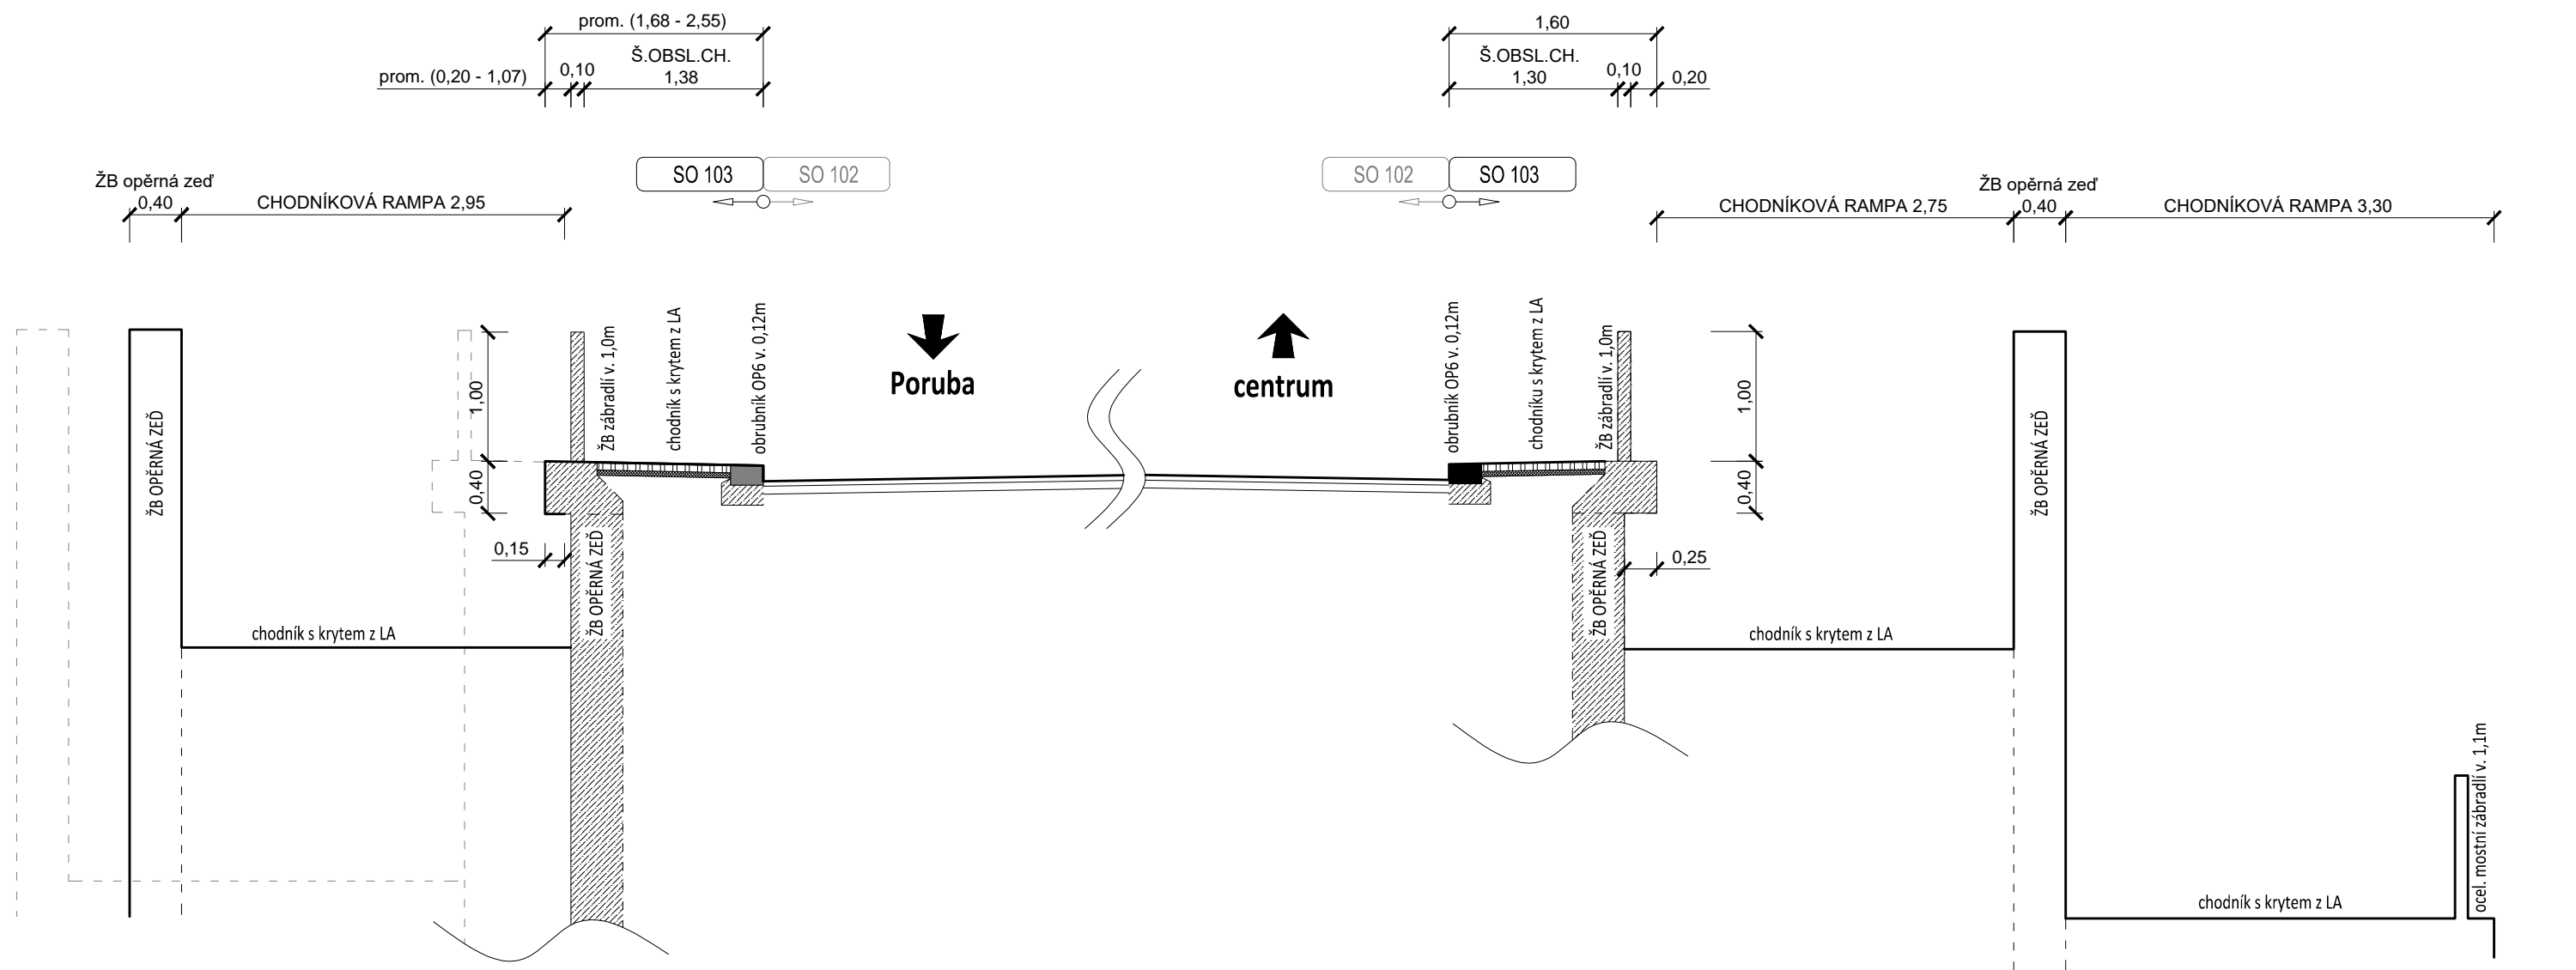 prom. (1,68 - 2,55)
1,60
Š.OBSL.CH.
Š.OBSL.CH.
prom. (0,20 - 1,07)
0,10
1,38
1,30
0,10
0,20
SO 103
SO 102
SO 102
SO 103
ŽB opěrná zeď
0,40
CHODNÍKOVÁ RAMPA 2,95
CHODNÍKOVÁ RAMPA 2,75
ŽB opěrná zeď
0,40
CHODNÍKOVÁ RAMPA 3,30
ŽB OPĚRNÁ ZEĎ
1,00
0,40
0,15
ŽB zábradlí v. 1,0m
chodník s krytem z LA
obrubník OP6 v. 0,12m
Poruba
centrum
obrubník OP6 v. 0,12m
chodníku s krytem z LA
ŽB zábradlí v. 1,0m
1,00
0,40
0,25
ŽB OPĚRNÁ ZEĎ
ŽB OPĚRNÁ ZEĎ
ŽB OPĚRNÁ ZEĎ
chodník s krytem z LA
chodník s krytem z LA
chodník s krytem z LA
ocel. mostní zábradlí v. 1,1m